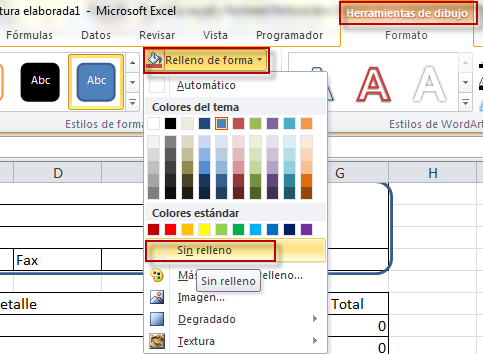 tura elaborada1 - Microsoft Excel
Herramientas de dibujo
Fórmulas Datos Revisar Vista Programador Formato
Abc Abc
Relleno de forma
A A
Automático
Colores del tema
Estilos de forma
Estilos de WordArt
D G H
Colores estándar
Sin relleno
Fax
Más relleno...
Sin relleno
Imagen...
etalle Total
Degradado 0
Textura 0